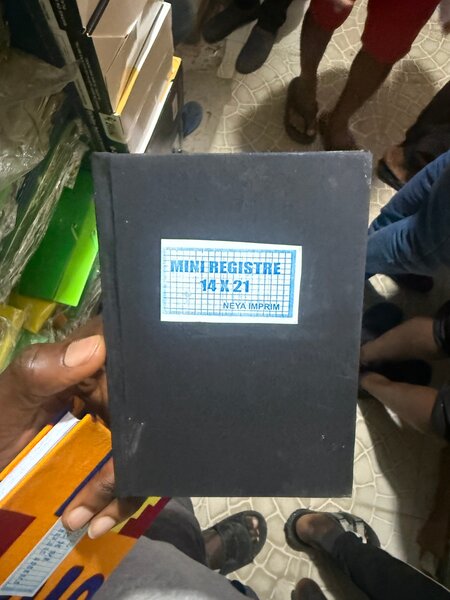 MINI REGISTRE
14 X 21
NEYA IMPRIM